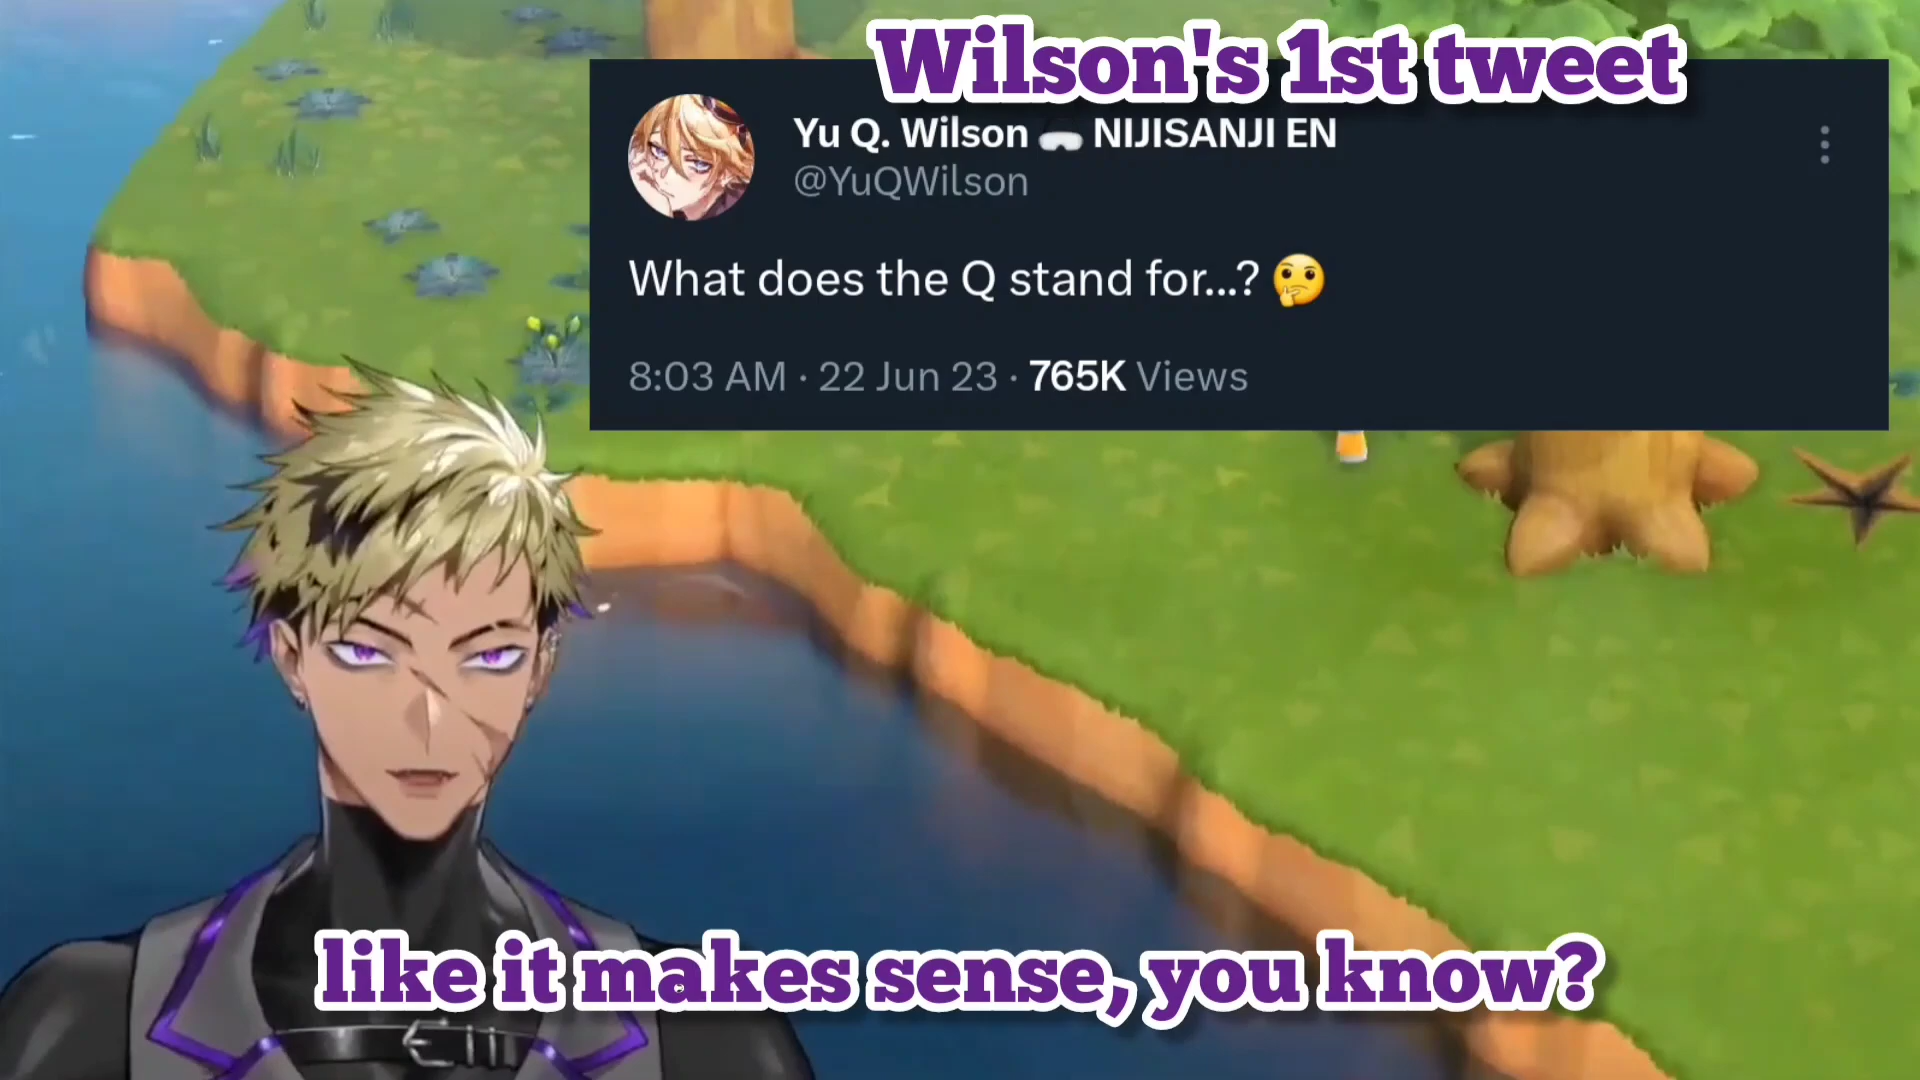 Wilson's 1st tweet
Yu Q. Wilson 🥽 NIJISANJI EN
@YuQWilson
What does the Q stand for...? 🤔
8:03 AM · 22 Jun 23 · 765K Views
like it makes sense, you know?